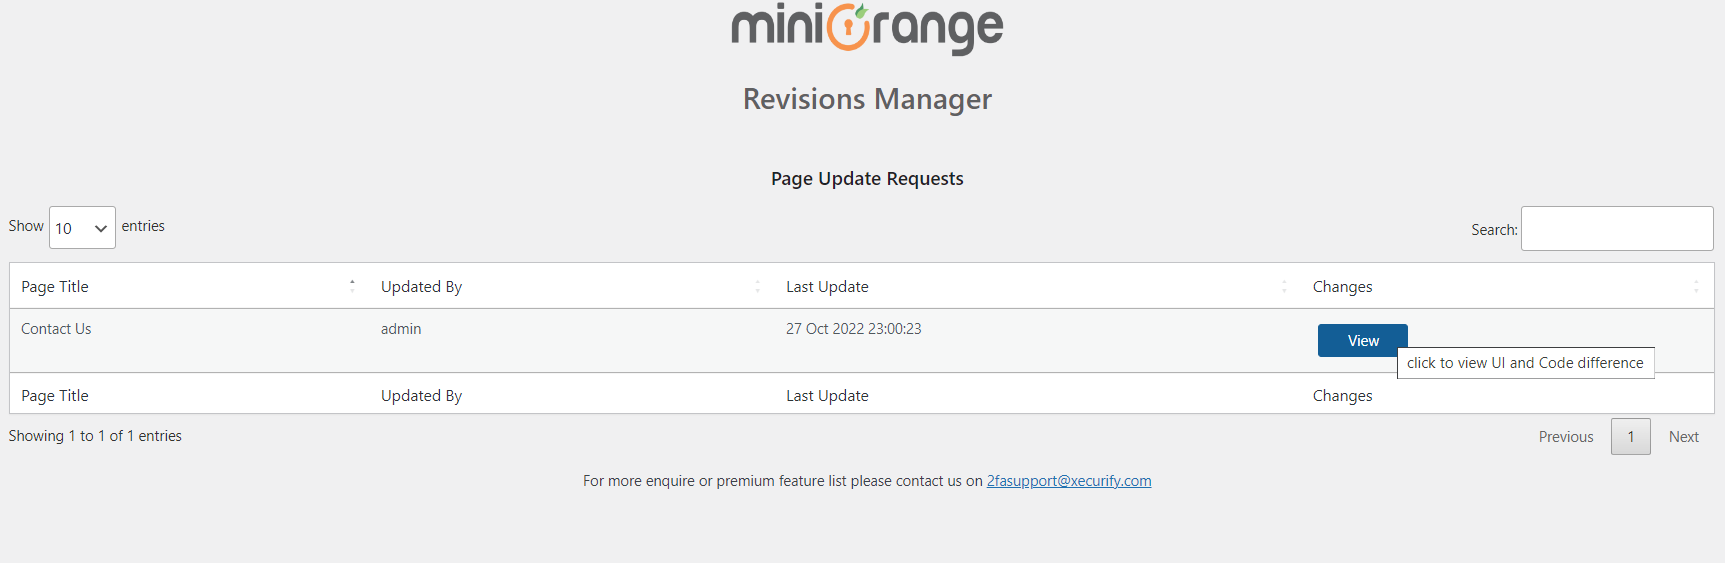 miniOrange
Revisions Manager
Page Update Requests
Show 10 entries
Search:
Page Title Updated By Last Update Changes
Contact Us admin 27 Oct 2022 23:00:23 View
click to view UI and Code difference
Page Title Updated By Last Update Changes
Showing 1 to 1 of 1 entries
Previous 1 Next
For more enquire or premium feature list please contact us on 2fasupport@xecurify.com